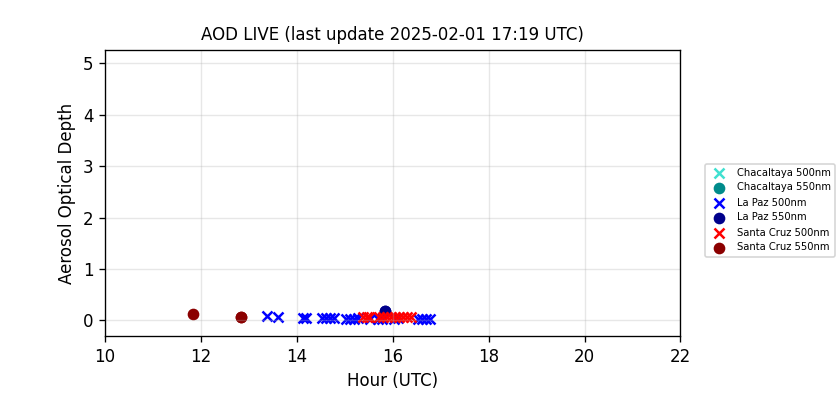 AOD LIVE (last update 2025-02-01 17:19 UTC)
Aerosol Optical Depth
5
4
3
2
1
0
10 12 14 16 18 20 22
Hour (UTC)
Chacaltaya 500nm
Chacaltaya 550nm
La Paz 500nm
La Paz 550nm
Santa Cruz 500nm
Santa Cruz 550nm